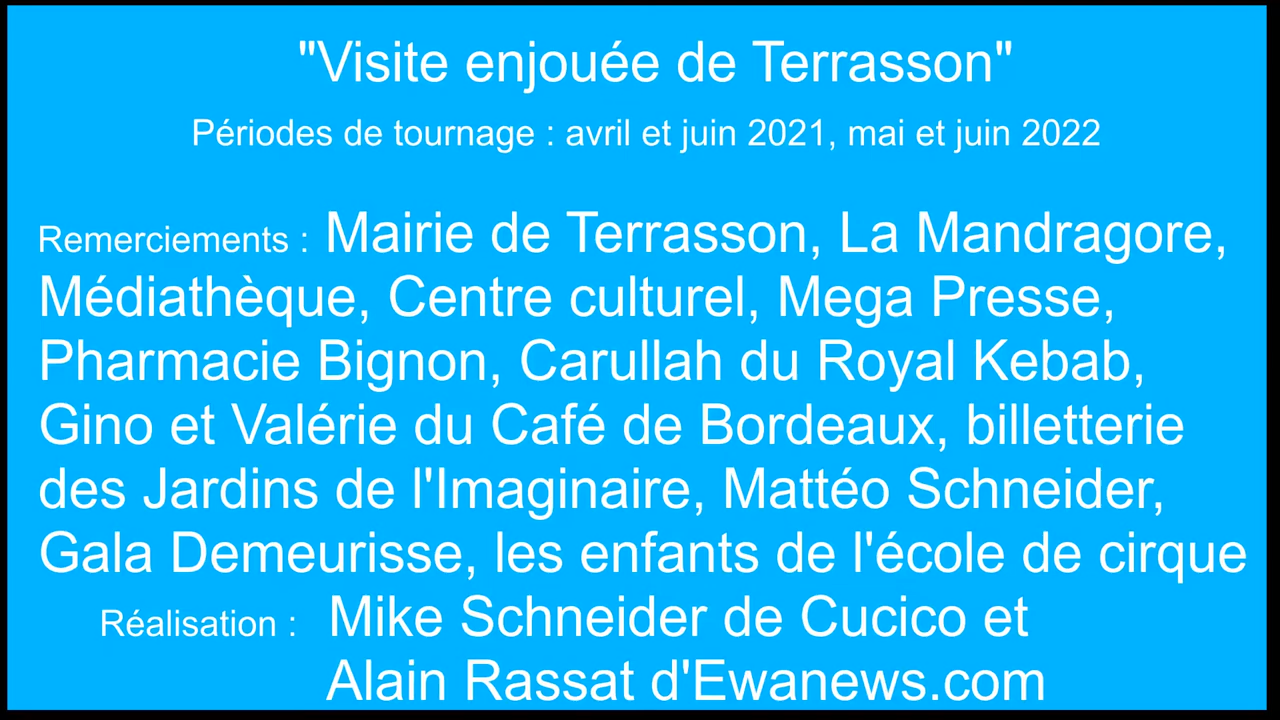 "Visite enjouée de Terrasson"
Périodes de tournage : avril et juin 2021, mai et juin 2022
Remerciements : Mairie de Terrasson, La Mandragore,
Médiathèque, Centre culturel, Mega Presse,
Pharmacie Bignon, Carullah du Royal Kebab,
Gino et Valérie du Café de Bordeaux, billetterie
des Jardins de l'Imaginaire, Mattéo Schneider,
Gala Demeurisse, les enfants de l'école de cirque
Réalisation : Mike Schneider de Cucico et
Alain Rassat d'Ewanews.com